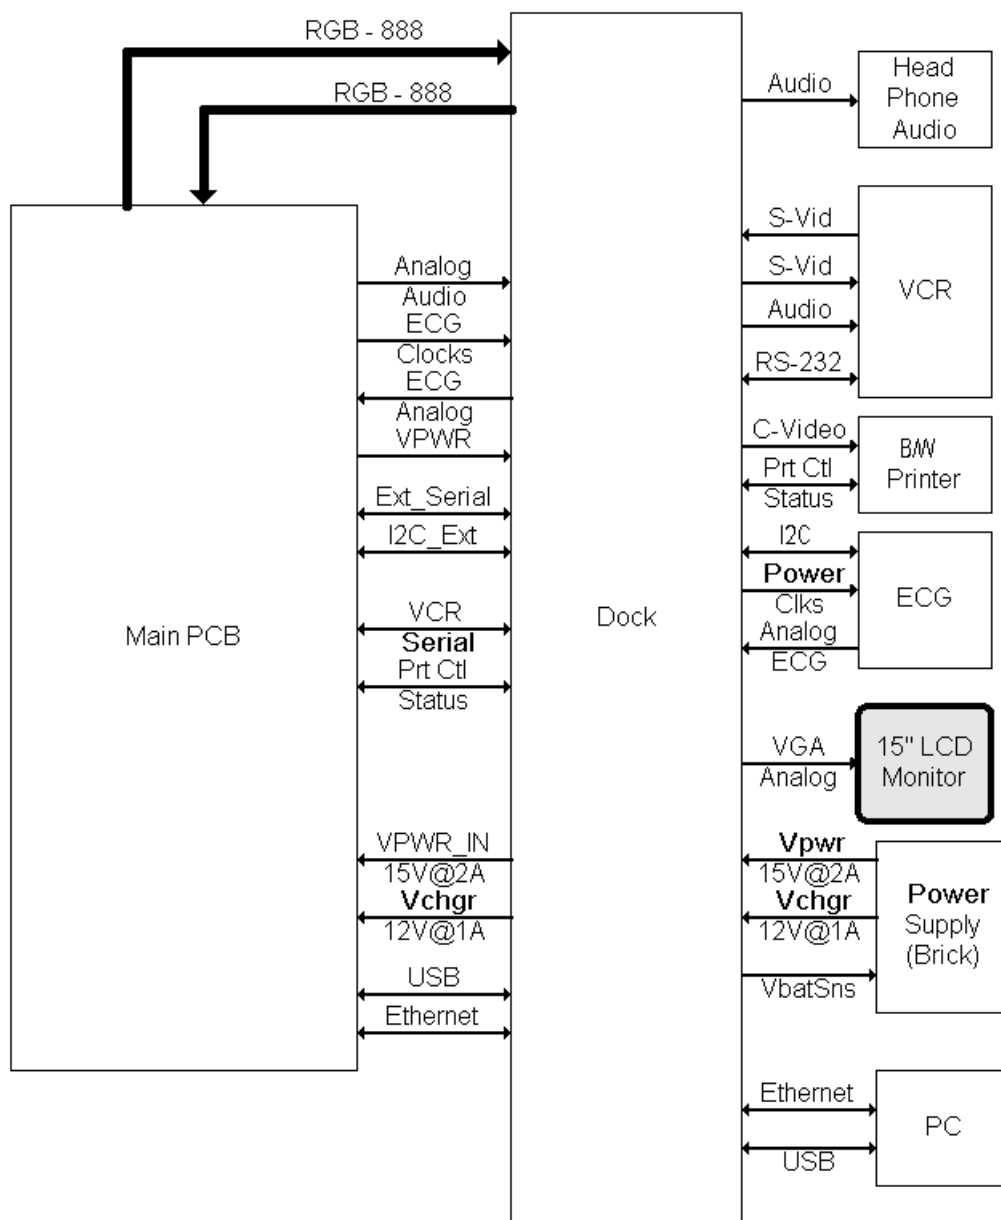 RGB - 888
RGB - 888
Main PCB
Analog
Audio
ECG
Clocks
ECG
Analog
VPWR
Ext_Serial
I2C_Ext
VCR
Serial
Prt Ctl
Status
VPWR_IN
15V@2A
Vchgr
12V@1A
USB
Ethernet
Dock
Audio
Head
Phone
Audio
S-Vid
S-Vid
Audio
RS-232
VCR
C-Video
Prt Ctl
Status
B/W
Printer
I2C
Power
Clks
Analog
ECG
ECG
VGA
Analog
15" LCD
Monitor
Vpwr
15V@2A
Vchgr
12V@1A
VbatSns
Power
Supply
(Brick)
Ethernet
USB
PC